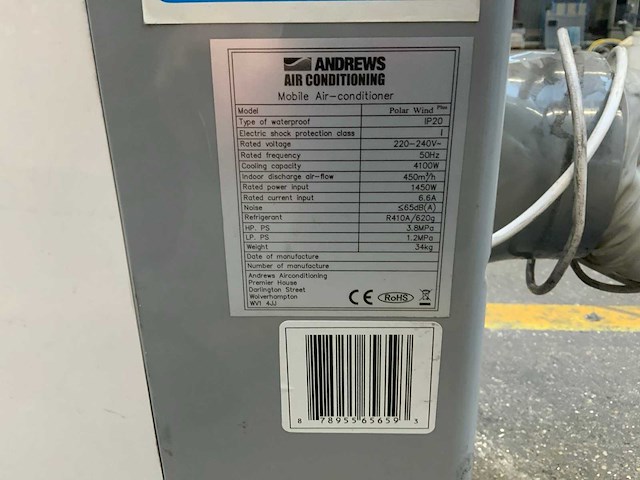 ANDREWS
AIR CONDITIONING
Mobile Air-conditioner
Model Polar Wind Plus
Type of waterproof IP20
Electric shock protection class I
Rated voltage 220~240V~
Rated frequency 50Hz
Cooling capacity 4100W
Indoor discharge air-flow 450m³/h
Rated power input 1450W
Rated current input 6.6A
Noise ≤65dB(A)
Refrigerant R410A/620g
HP. PS 3.8MPa
LP. PS 1.2MPa
Weight 34kg
Date of manufacture
Number of manufacture
Andrews Airconditioning
Premier House
Darlington Street
Wolverhampton
WV1 4JJ
CE RoHS
8 78955 65659 3